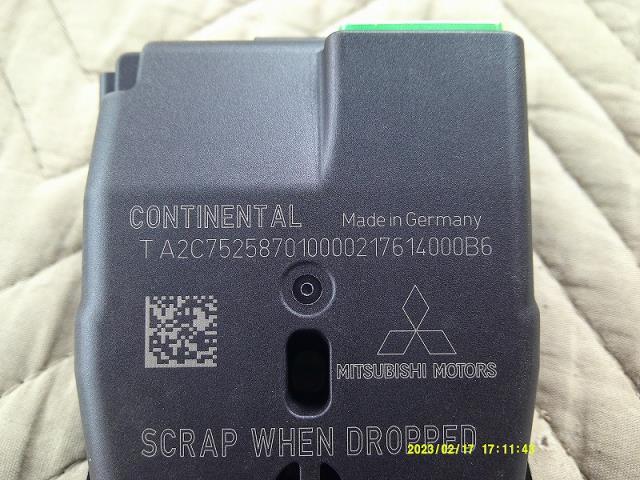 CONTINENTAL Made in Germany
T A2C752587010000217614000B6
MITSUBISHI MOTORS
SCRAP WHEN DROPPED
2023/02/17 17:11:43